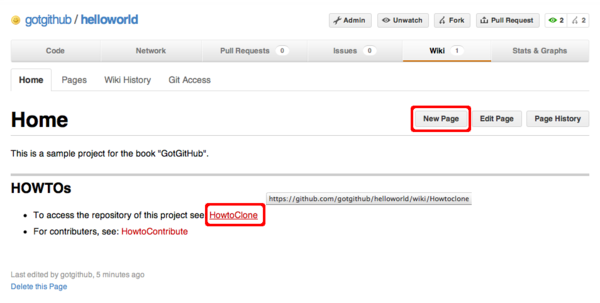 gotgithub / helloworld
Admin Unwatch Fork Pull Request 2 2
Code Network Pull Requests 0 Issues 0 Wiki 1 Stats & Graphs
Home Pages Wiki History Git Access
Home
New Page Edit Page Page History
This is a sample project for the book "GotGitHub".
HOWTOs
https://github.com/gotgithub/helloworld/wiki/Howtoclone
To access the repository of this project see: HowtoClone
For contributers, see: HowtoContribute
Last edited by gotgithub, 5 minutes ago
Delete this Page